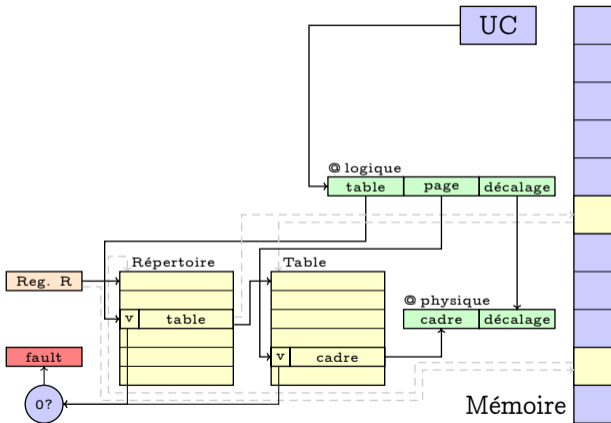 UC
@ logique
table page décalage
Répertoire Table
Reg. R
@ physique
v table
cadre décalage
fault
v cadre
0?
Mémoire